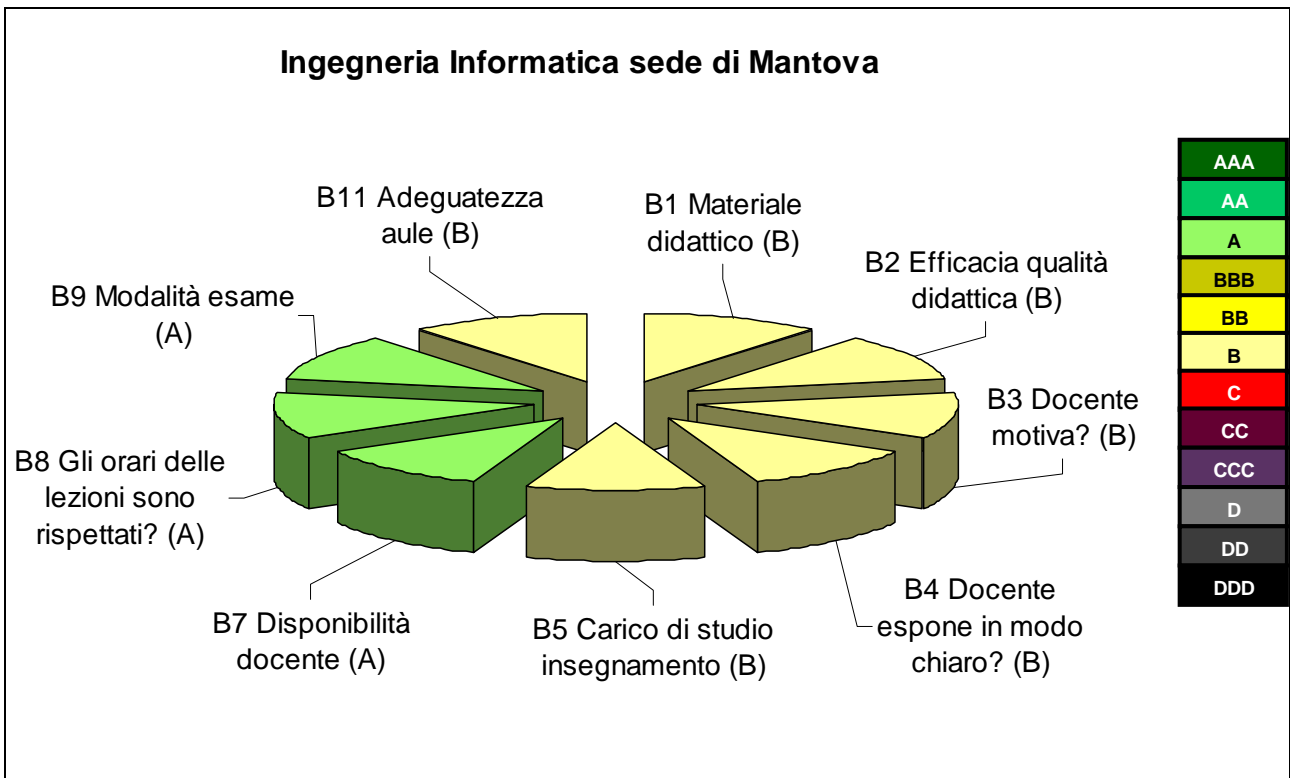 Ingegneria Informatica sede di Mantova
B11 Adeguatezza
aule (B)
B1 Materiale
didattico (B)
B2 Efficacia qualità
didattica (B)
B9 Modalità esame
(A)
B3 Docente
motiva? (B)
B8 Gli orari delle
lezioni sono
rispettati? (A)
B7 Disponibilità
docente (A)
B5 Carico di studio
insegnamento (B)
B4 Docente
espone in modo
chiaro? (B)
AAA
AA
A
BBB
BB
B
C
CC
CCC
D
DD
DDD